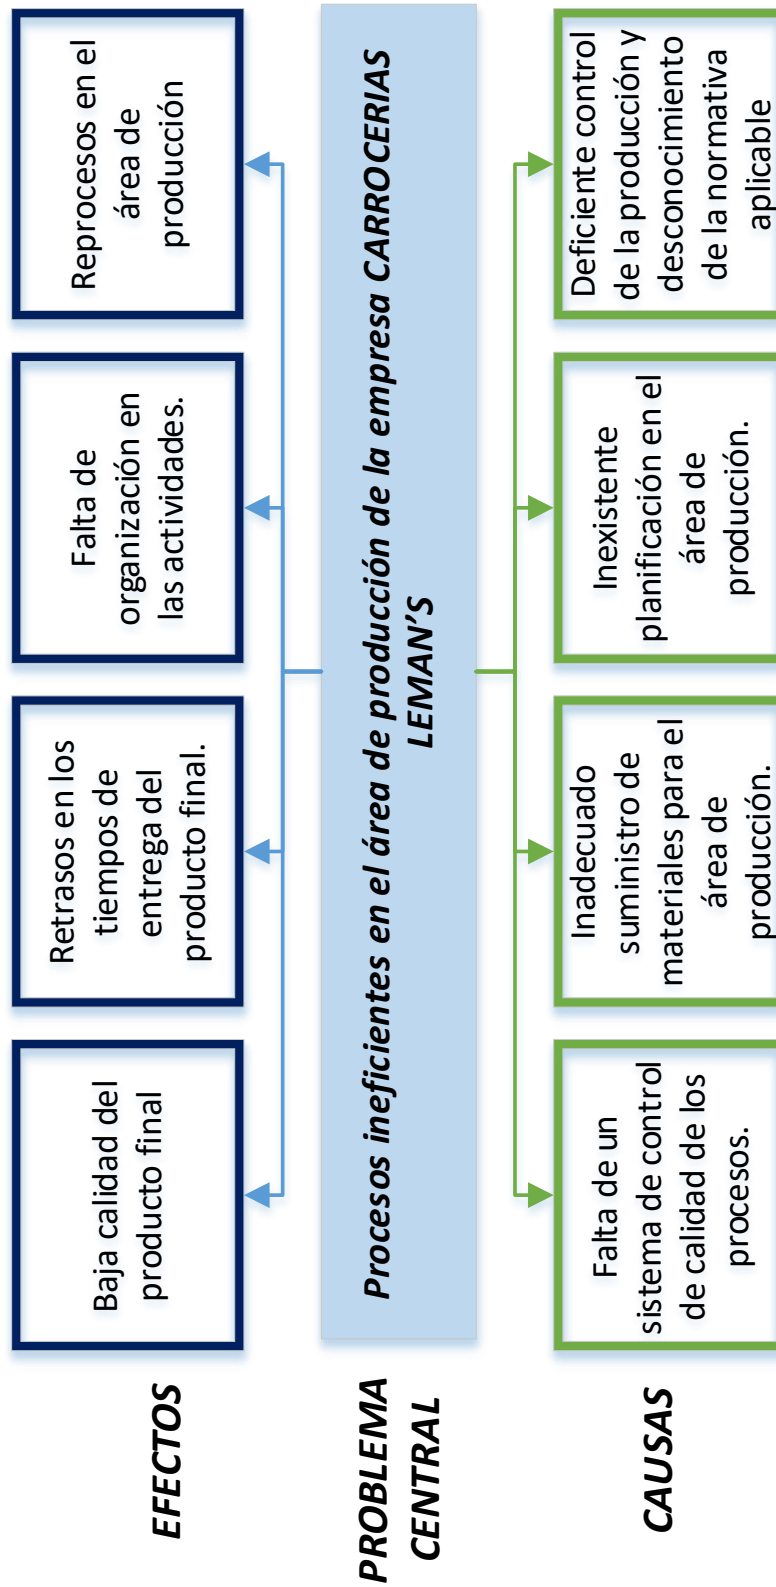 EFECTOS
Baja calidad del
producto final
Retrasos en los
tiempos de
entrega del
producto final.
Falta de
organización en
las actividades.
Reprocesos en el
área de
producción
PROBLEMA
CENTRAL
Procesos ineficientes en el área de producción de la empresa CARROCERIAS
LEMAN’S
CAUSAS
Falta de un
sistema de control
de calidad de los
procesos.
Inadecuado
suministro de
materiales para el
área de
producción.
Inexistente
planificación en el
área de
producción.
Deficiente control
de la producción y
desconocimiento
de la normativa
aplicable